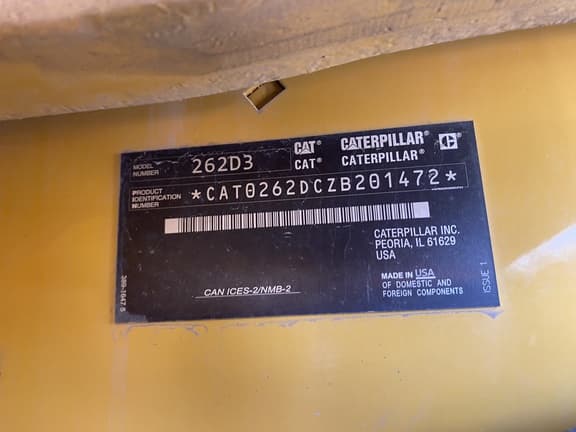 MODEL NUMBER 262D3
CAT® CATERPILLAR®
CAT® CATERPILLAR®
PRODUCT IDENTIFICATION NUMBER *CAT0262DCZB201472*
CATERPILLAR INC.
PEORIA, IL 61629
USA
MADE IN USA
OF DOMESTIC AND
FOREIGN COMPONENTS
CAN ICES-2/NMB-2
ISSUE 1